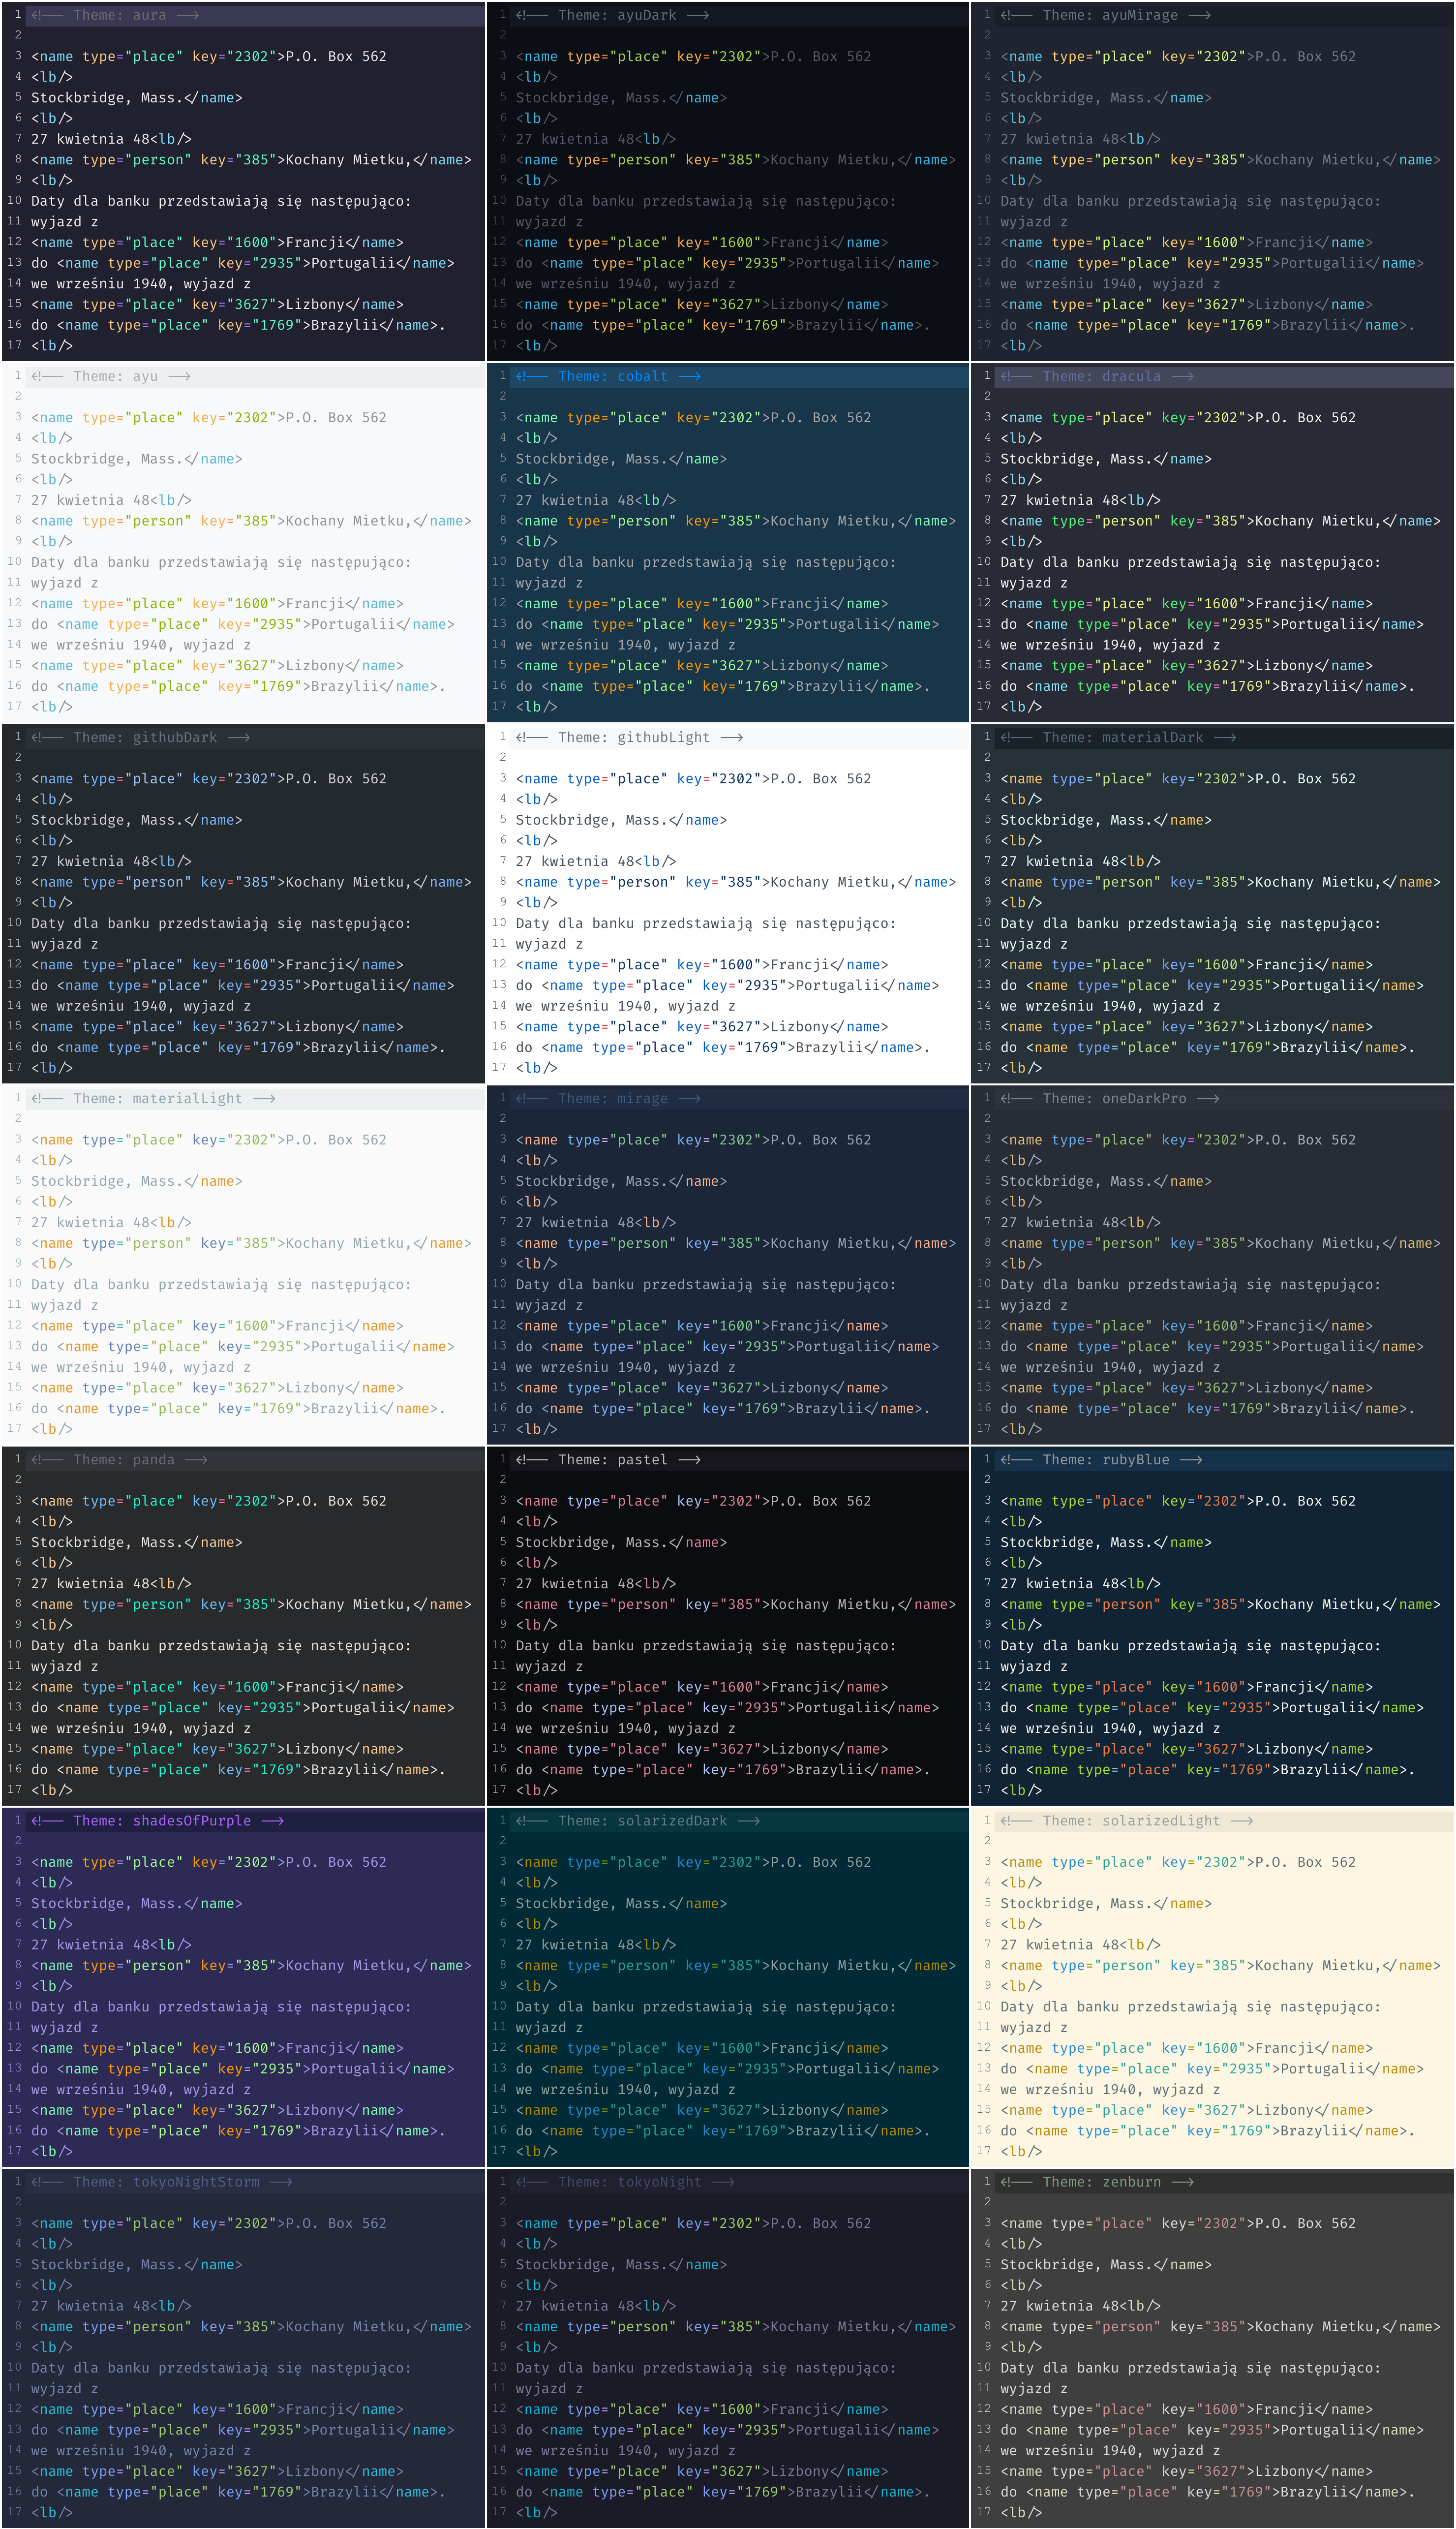 1 <!-- Theme: aura -->
2
3 <name type="place" key="2302">P.O. Box 562
4 <lb/>
5 Stockbridge, Mass.</name>
6 <lb/>
7 27 kwietnia 48<lb/>
8 <name type="person" key="385">Kochany Mietku,</name>
9 <lb/>
10 Daty dla banku przedstawiają się następująco:
11 wyjazd z
12 <name type="place" key="1600">Francji</name>
13 do <name type="place" key="2935">Portugalii</name>
14 we wrześniu 1940, wyjazd z
15 <name type="place" key="3627">Lizbony</name>
16 do <name type="place" key="1769">Brazylii</name>.
17 <lb/>
1 <!-- Theme: ayuDark -->
2
3 <name type="place" key="2302">P.O. Box 562
4 <lb/>
5 Stockbridge, Mass.</name>
6 <lb/>
7 27 kwietnia 48<lb/>
8 <name type="person" key="385">Kochany Mietku,</name>
9 <lb/>
10 Daty dla banku przedstawiają się następująco:
11 wyjazd z
12 <name type="place" key="1600">Francji</name>
13 do <name type="place" key="2935">Portugalii</name>
14 we wrześniu 1940, wyjazd z
15 <name type="place" key="3627">Lizbony</name>
16 do <name type="place" key="1769">Brazylii</name>.
17 <lb/>
1 <!-- Theme: ayuMirage -->
2
3 <name type="place" key="2302">P.O. Box 562
4 <lb/>
5 Stockbridge, Mass.</name>
6 <lb/>
7 27 kwietnia 48<lb/>
8 <name type="person" key="385">Kochany Mietku,</name>
9 <lb/>
10 Daty dla banku przedstawiają się następująco:
11 wyjazd z
12 <name type="place" key="1600">Francji</name>
13 do <name type="place" key="2935">Portugalii</name>
14 we wrześniu 1940, wyjazd z
15 <name type="place" key="3627">Lizbony</name>
16 do <name type="place" key="1769">Brazylii</name>.
17 <lb/>
1 <!-- Theme: ayu -->
2
3 <name type="place" key="2302">P.O. Box 562
4 <lb/>
5 Stockbridge, Mass.</name>
6 <lb/>
7 27 kwietnia 48<lb/>
8 <name type="person" key="385">Kochany Mietku,</name>
9 <lb/>
10 Daty dla banku przedstawiają się następująco:
11 wyjazd z
12 <name type="place" key="1600">Francji</name>
13 do <name type="place" key="2935">Portugalii</name>
14 we wrześniu 1940, wyjazd z
15 <name type="place" key="3627">Lizbony</name>
16 do <name type="place" key="1769">Brazylii</name>.
17 <lb/>
1 <!-- Theme: cobalt -->
2
3 <name type="place" key="2302">P.O. Box 562
4 <lb/>
5 Stockbridge, Mass.</name>
6 <lb/>
7 27 kwietnia 48<lb/>
8 <name type="person" key="385">Kochany Mietku,</name>
9 <lb/>
10 Daty dla banku przedstawiają się następująco:
11 wyjazd z
12 <name type="place" key="1600">Francji</name>
13 do <name type="place" key="2935">Portugalii</name>
14 we wrześniu 1940, wyjazd z
15 <name type="place" key="3627">Lizbony</name>
16 do <name type="place" key="1769">Brazylii</name>.
17 <lb/>
1 <!-- Theme: dracula -->
2
3 <name type="place" key="2302">P.O. Box 562
4 <lb/>
5 Stockbridge, Mass.</name>
6 <lb/>
7 27 kwietnia 48<lb/>
8 <name type="person" key="385">Kochany Mietku,</name>
9 <lb/>
10 Daty dla banku przedstawiają się następująco:
11 wyjazd z
12 <name type="place" key="1600">Francji</name>
13 do <name type="place" key="2935">Portugalii</name>
14 we wrześniu 1940, wyjazd z
15 <name type="place" key="3627">Lizbony</name>
16 do <name type="place" key="1769">Brazylii</name>.
17 <lb/>
1 <!-- Theme: githubDark -->
2
3 <name type="place" key="2302">P.O. Box 562
4 <lb/>
5 Stockbridge, Mass.</name>
6 <lb/>
7 27 kwietnia 48<lb/>
8 <name type="person" key="385">Kochany Mietku,</name>
9 <lb/>
10 Daty dla banku przedstawiają się następująco:
11 wyjazd z
12 <name type="place" key="1600">Francji</name>
13 do <name type="place" key="2935">Portugalii</name>
14 we wrześniu 1940, wyjazd z
15 <name type="place" key="3627">Lizbony</name>
16 do <name type="place" key="1769">Brazylii</name>.
17 <lb/>
1 <!-- Theme: githubLight -->
2
3 <name type="place" key="2302">P.O. Box 562
4 <lb/>
5 Stockbridge, Mass.</name>
6 <lb/>
7 27 kwietnia 48<lb/>
8 <name type="person" key="385">Kochany Mietku,</name>
9 <lb/>
10 Daty dla banku przedstawiają się następująco:
11 wyjazd z
12 <name type="place" key="1600">Francji</name>
13 do <name type="place" key="2935">Portugalii</name>
14 we wrześniu 1940, wyjazd z
15 <name type="place" key="3627">Lizbony</name>
16 do <name type="place" key="1769">Brazylii</name>.
17 <lb/>
1 <!-- Theme: materialDark -->
2
3 <name type="place" key="2302">P.O. Box 562
4 <lb/>
5 Stockbridge, Mass.</name>
6 <lb/>
7 27 kwietnia 48<lb/>
8 <name type="person" key="385">Kochany Mietku,</name>
9 <lb/>
10 Daty dla banku przedstawiają się następująco:
11 wyjazd z
12 <name type="place" key="1600">Francji</name>
13 do <name type="place" key="2935">Portugalii</name>
14 we wrześniu 1940, wyjazd z
15 <name type="place" key="3627">Lizbony</name>
16 do <name type="place" key="1769">Brazylii</name>.
17 <lb/>
1 <!-- Theme: materialLight -->
2
3 <name type="place" key="2302">P.O. Box 562
4 <lb/>
5 Stockbridge, Mass.</name>
6 <lb/>
7 27 kwietnia 48<lb/>
8 <name type="person" key="385">Kochany Mietku,</name>
9 <lb/>
10 Daty dla banku przedstawiają się następująco:
11 wyjazd z
12 <name type="place" key="1600">Francji</name>
13 do <name type="place" key="2935">Portugalii</name>
14 we wrześniu 1940, wyjazd z
15 <name type="place" key="3627">Lizbony</name>
16 do <name type="place" key="1769">Brazylii</name>.
17 <lb/>
1 <!-- Theme: mirage -->
2
3 <name type="place" key="2302">P.O. Box 562
4 <lb/>
5 Stockbridge, Mass.</name>
6 <lb/>
7 27 kwietnia 48<lb/>
8 <name type="person" key="385">Kochany Mietku,</name>
9 <lb/>
10 Daty dla banku przedstawiają się następująco:
11 wyjazd z
12 <name type="place" key="1600">Francji</name>
13 do <name type="place" key="2935">Portugalii</name>
14 we wrześniu 1940, wyjazd z
15 <name type="place" key="3627">Lizbony</name>
16 do <name type="place" key="1769">Brazylii</name>.
17 <lb/>
1 <!-- Theme: oneDarkPro -->
2
3 <name type="place" key="2302">P.O. Box 562
4 <lb/>
5 Stockbridge, Mass.</name>
6 <lb/>
7 27 kwietnia 48<lb/>
8 <name type="person" key="385">Kochany Mietku,</name>
9 <lb/>
10 Daty dla banku przedstawiają się następująco:
11 wyjazd z
12 <name type="place" key="1600">Francji</name>
13 do <name type="place" key="2935">Portugalii</name>
14 we wrześniu 1940, wyjazd z
15 <name type="place" key="3627">Lizbony</name>
16 do <name type="place" key="1769">Brazylii</name>.
17 <lb/>
1 <!-- Theme: panda -->
2
3 <name type="place" key="2302">P.O. Box 562
4 <lb/>
5 Stockbridge, Mass.</name>
6 <lb/>
7 27 kwietnia 48<lb/>
8 <name type="person" key="385">Kochany Mietku,</name>
9 <lb/>
10 Daty dla banku przedstawiają się następująco:
11 wyjazd z
12 <name type="place" key="1600">Francji</name>
13 do <name type="place" key="2935">Portugalii</name>
14 we wrześniu 1940, wyjazd z
15 <name type="place" key="3627">Lizbony</name>
16 do <name type="place" key="1769">Brazylii</name>.
17 <lb/>
1 <!-- Theme: pastel -->
2
3 <name type="place" key="2302">P.O. Box 562
4 <lb/>
5 Stockbridge, Mass.</name>
6 <lb/>
7 27 kwietnia 48<lb/>
8 <name type="person" key="385">Kochany Mietku,</name>
9 <lb/>
10 Daty dla banku przedstawiają się następująco:
11 wyjazd z
12 <name type="place" key="1600">Francji</name>
13 do <name type="place" key="2935">Portugalii</name>
14 we wrześniu 1940, wyjazd z
15 <name type="place" key="3627">Lizbony</name>
16 do <name type="place" key="1769">Brazylii</name>.
17 <lb/>
1 <!-- Theme: rubyBlue -->
2
3 <name type="place" key="2302">P.O. Box 562
4 <lb/>
5 Stockbridge, Mass.</name>
6 <lb/>
7 27 kwietnia 48<lb/>
8 <name type="person" key="385">Kochany Mietku,</name>
9 <lb/>
10 Daty dla banku przedstawiają się następująco:
11 wyjazd z
12 <name type="place" key="1600">Francji</name>
13 do <name type="place" key="2935">Portugalii</name>
14 we wrześniu 1940, wyjazd z
15 <name type="place" key="3627">Lizbony</name>
16 do <name type="place" key="1769">Brazylii</name>.
17 <lb/>
1 <!-- Theme: shadesOfPurple -->
2
3 <name type="place" key="2302">P.O. Box 562
4 <lb/>
5 Stockbridge, Mass.</name>
6 <lb/>
7 27 kwietnia 48<lb/>
8 <name type="person" key="385">Kochany Mietku,</name>
9 <lb/>
10 Daty dla banku przedstawiają się następująco:
11 wyjazd z
12 <name type="place" key="1600">Francji</name>
13 do <name type="place" key="2935">Portugalii</name>
14 we wrześniu 1940, wyjazd z
15 <name type="place" key="3627">Lizbony</name>
16 do <name type="place" key="1769">Brazylii</name>.
17 <lb/>
1 <!-- Theme: solarizedDark -->
2
3 <name type="place" key="2302">P.O. Box 562
4 <lb/>
5 Stockbridge, Mass.</name>
6 <lb/>
7 27 kwietnia 48<lb/>
8 <name type="person" key="385">Kochany Mietku,</name>
9 <lb/>
10 Daty dla banku przedstawiają się następująco:
11 wyjazd z
12 <name type="place" key="1600">Francji</name>
13 do <name type="place" key="2935">Portugalii</name>
14 we wrześniu 1940, wyjazd z
15 <name type="place" key="3627">Lizbony</name>
16 do <name type="place" key="1769">Brazylii</name>.
17 <lb/>
1 <!-- Theme: solarizedLight -->
2
3 <name type="place" key="2302">P.O. Box 562
4 <lb/>
5 Stockbridge, Mass.</name>
6 <lb/>
7 27 kwietnia 48<lb/>
8 <name type="person" key="385">Kochany Mietku,</name>
9 <lb/>
10 Daty dla banku przedstawiają się następująco:
11 wyjazd z
12 <name type="place" key="1600">Francji</name>
13 do <name type="place" key="2935">Portugalii</name>
14 we wrześniu 1940, wyjazd z
15 <name type="place" key="3627">Lizbony</name>
16 do <name type="place" key="1769">Brazylii</name>.
17 <lb/>
1 <!-- Theme: tokyoNightStorm -->
2
3 <name type="place" key="2302">P.O. Box 562
4 <lb/>
5 Stockbridge, Mass.</name>
6 <lb/>
7 27 kwietnia 48<lb/>
8 <name type="person" key="385">Kochany Mietku,</name>
9 <lb/>
10 Daty dla banku przedstawiają się następująco:
11 wyjazd z
12 <name type="place" key="1600">Francji</name>
13 do <name type="place" key="2935">Portugalii</name>
14 we wrześniu 1940, wyjazd z
15 <name type="place" key="3627">Lizbony</name>
16 do <name type="place" key="1769">Brazylii</name>.
17 <lb/>
1 <!-- Theme: tokyoNight -->
2
3 <name type="place" key="2302">P.O. Box 562
4 <lb/>
5 Stockbridge, Mass.</name>
6 <lb/>
7 27 kwietnia 48<lb/>
8 <name type="person" key="385">Kochany Mietku,</name>
9 <lb/>
10 Daty dla banku przedstawiają się następująco:
11 wyjazd z
12 <name type="place" key="1600">Francji</name>
13 do <name type="place" key="2935">Portugalii</name>
14 we wrześniu 1940, wyjazd z
15 <name type="place" key="3627">Lizbony</name>
16 do <name type="place" key="1769">Brazylii</name>.
17 <lb/>
1 <!-- Theme: zenburn -->
2
3 <name type="place" key="2302">P.O. Box 562
4 <lb/>
5 Stockbridge, Mass.</name>
6 <lb/>
7 27 kwietnia 48<lb/>
8 <name type="person" key="385">Kochany Mietku,</name>
9 <lb/>
10 Daty dla banku przedstawiają się następująco:
11 wyjazd z
12 <name type="place" key="1600">Francji</name>
13 do <name type="place" key="2935">Portugalii</name>
14 we wrześniu 1940, wyjazd z
15 <name type="place" key="3627">Lizbony</name>
16 do <name type="place" key="1769">Brazylii</name>.
17 <lb/>